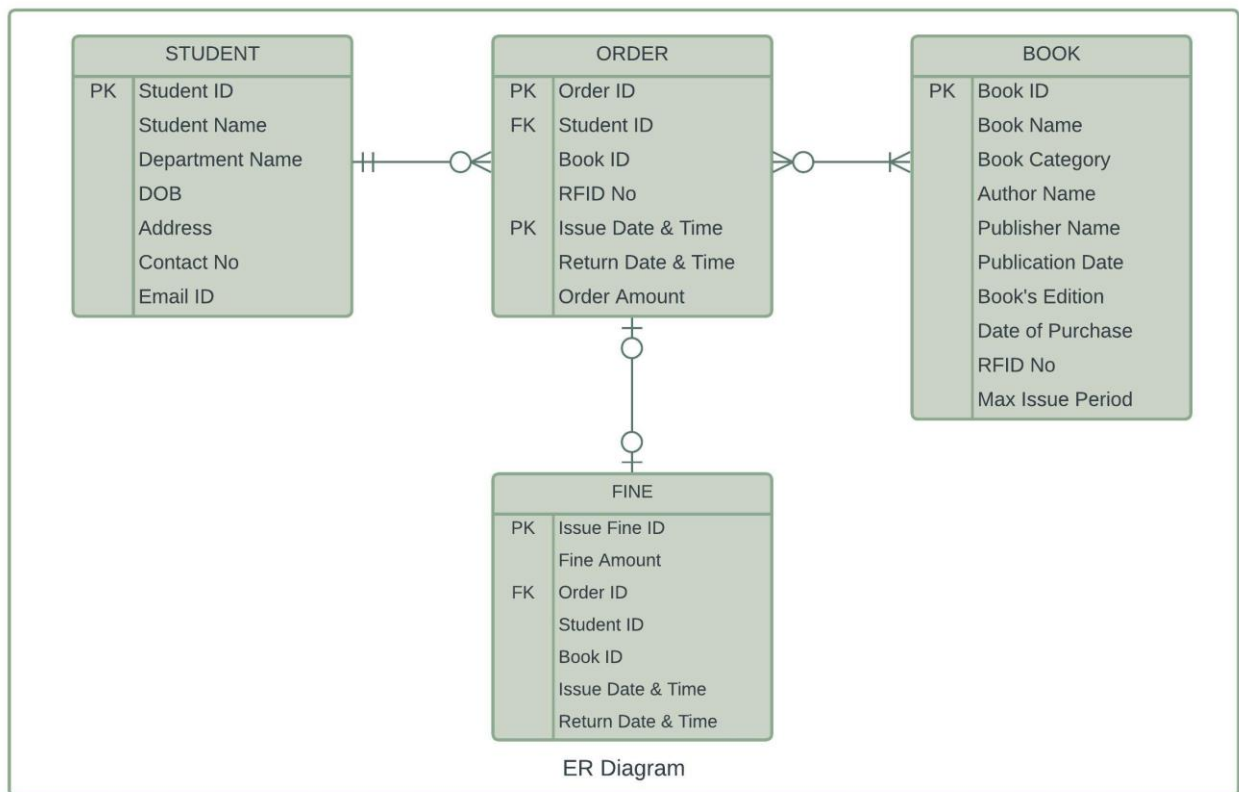 STUDENT
PK Student ID
Student Name
Department Name
DOB
Address
Contact No
Email ID
ORDER
PK Order ID
FK Student ID
Book ID
RFID No
PK Issue Date & Time
Return Date & Time
Order Amount
BOOK
PK Book ID
Book Name
Book Category
Author Name
Publisher Name
Publication Date
Book's Edition
Date of Purchase
RFID No
Max Issue Period
FINE
PK Issue Fine ID
Fine Amount
FK Order ID
Student ID
Book ID
Issue Date & Time
Return Date & Time
ER Diagram